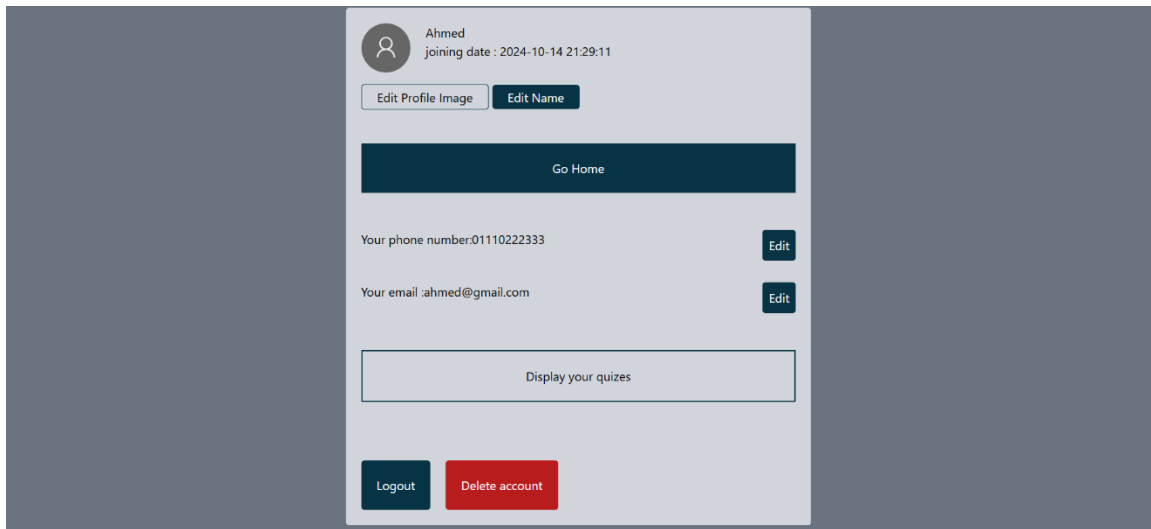 Ahmed
joining date : 2024-10-14 21:29:11
Edit Profile Image Edit Name
Go Home
Your phone number:01110222333 Edit
Your email :ahmed@gmail.com Edit
Display your quizes
Logout Delete account